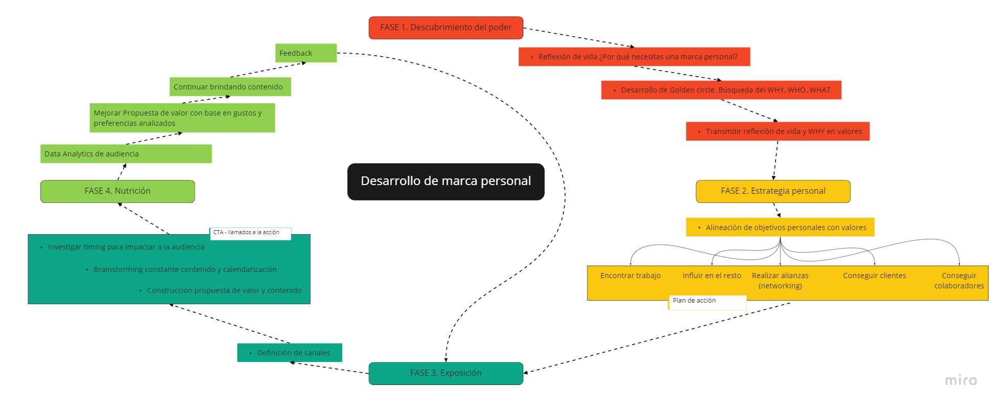 FASE 1. Descubrimiento del poder
• Reflexión de vida ¿Por qué necesitas una marca personal?
• Desarrollo de Golden circle. Búsqueda del WHY, WHO, WHAT
• Transmitir reflexión de vida y WHY en valores
FASE 2. Estrategia personal
• Alineación de objetivos personales con valores
Encontrar trabajo
Influir en el resto
Realizar alianzas
(networking)
Conseguir clientes
Conseguir
colaboradores
Plan de acción
FASE 3. Exposición
• Definición de canales
CTA - llamados a la acción
• Investigar timing para impactar a la audiencia
• Brainstorming constante contenido y calendarización
• Construcción propuesta de valor y contenido
FASE 4. Nutrición
Data Analytics de audiencia
Mejorar Propuesta de valor con base en gustos y
preferencias analizados
Continuar brindando contenido
Feedback
Desarrollo de marca personal
miro